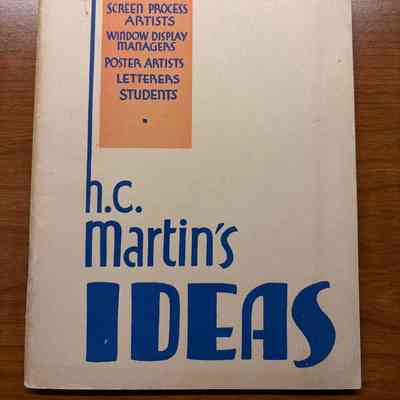 SCREEN PROCESS
ARTISTS
WINDOW DISPLAY
MANAGERS
POSTER ARTISTS
LETTERERS
STUDENTS
h.c.
martin's
IDEAS